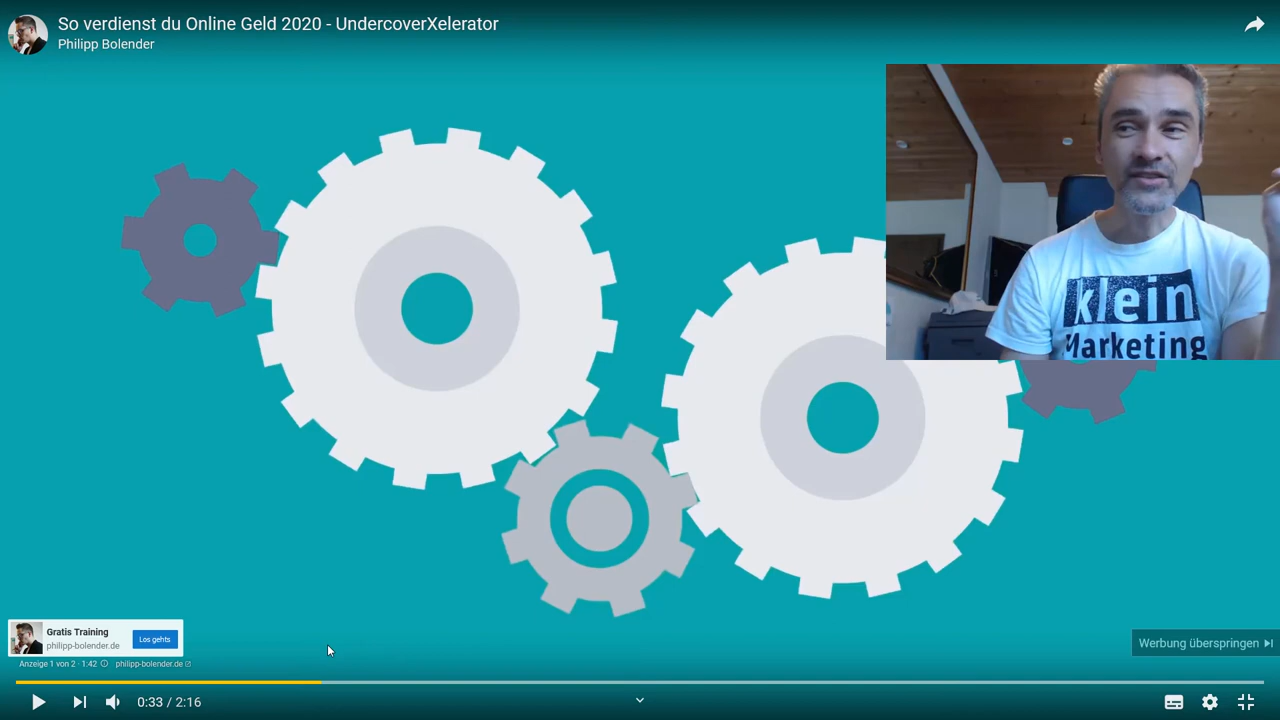 So verdienst du Online Geld 2020 - UndercoverXelerator
Philipp Bolender
klein
Marketing
Gratis Training
philipp-bolender.de
Los gehts
Anzeige 1 von 2 · 1:42
philipp-bolender.de
Werbung überspringen
0:33 / 2:16